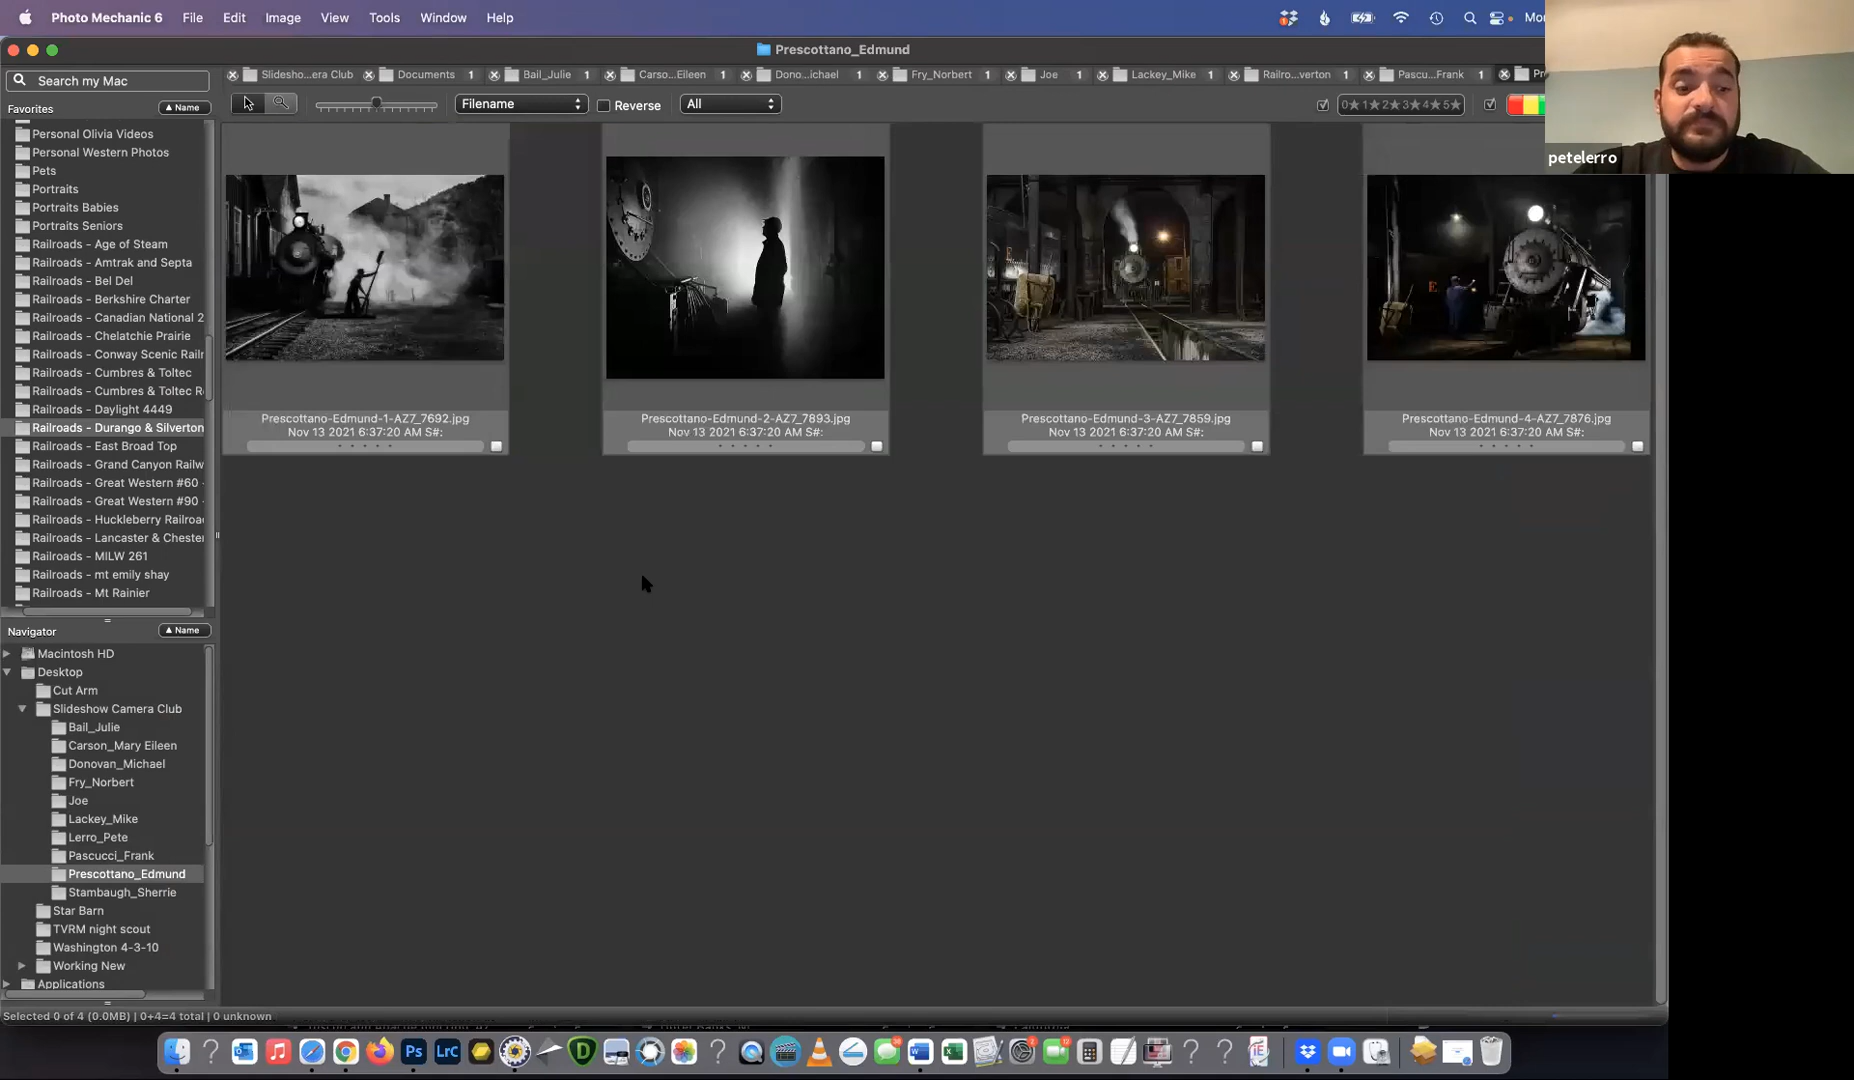 Photo Mechanic 6 File Edit Image View Tools Window Help
Prescottano_Edmund
Search my Mac
Slidesho...era Club
Documents 1
Bail_Julie 1
Carso...Eileen 1
Dono...ichael 1
Fry_Norbert 1
Joe 1
Lackey_Mike 1
Railro...verton 1
Pascu...Frank 1
Favorites
Name
Filename
Reverse
All
0★1★2★3★4★5★
petelerro
Personal Olivia Videos
Personal Western Photos
Pets
Portraits
Portraits Babies
Portraits Seniors
Railroads - Age of Steam
Railroads - Amtrak and Septa
Railroads - Bel Del
Railroads - Berkshire Charter
Railroads - Canadian National 2
Railroads - Chelatchie Prairie
Railroads - Conway Scenic Railr
Railroads - Cumbres & Toltec
Railroads - Cumbres & Toltec R
Railroads - Daylight 4449
Railroads - Durango & Silverton
Railroads - East Broad Top
Railroads - Grand Canyon Railw
Railroads - Great Western #60 -
Railroads - Great Western #90 -
Railroads - Huckleberry Railroa
Railroads - Lancaster & Cheste
Railroads - MILW 261
Railroads - mt emily shay
Railroads - Mt Rainier
Prescottano-Edmund-1-AZ7_7692.jpg
Nov 13 2021 6:37:20 AM S#:
Prescottano-Edmund-2-AZ7_7893.jpg
Nov 13 2021 6:37:20 AM S#:
Prescottano-Edmund-3-AZ7_7859.jpg
Nov 13 2021 6:37:20 AM S#:
Prescottano-Edmund-4-AZ7_7876.jpg
Nov 13 2021 6:37:20 AM S#:
Navigator
Name
Macintosh HD
Desktop
Cut Arm
Slideshow Camera Club
Bail_Julie
Carson_Mary Eileen
Donovan_Michael
Fry_Norbert
Joe
Lackey_Mike
Lerro_Pete
Pascucci_Frank
Prescottano_Edmund
Stambaugh_Sherrie
Star Barn
TVRM night scout
Washington 4-3-10
Working New
Applications
Selected 0 of 4 (0.0MB) | 0+4=4 total | 0 unknown
Ps
LrC